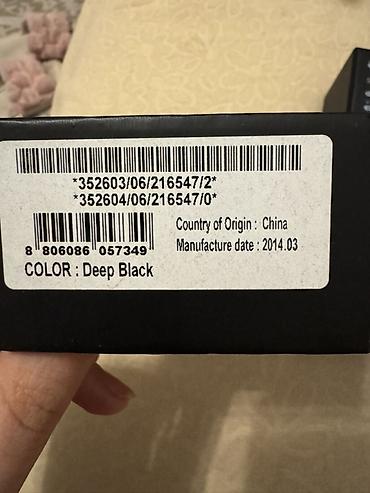 *352603/06/216547/2*
*352604/06/216547/0*
8 806086 057349
Country of Origin : China
Manufacture date : 2014.03
COLOR : Deep Black